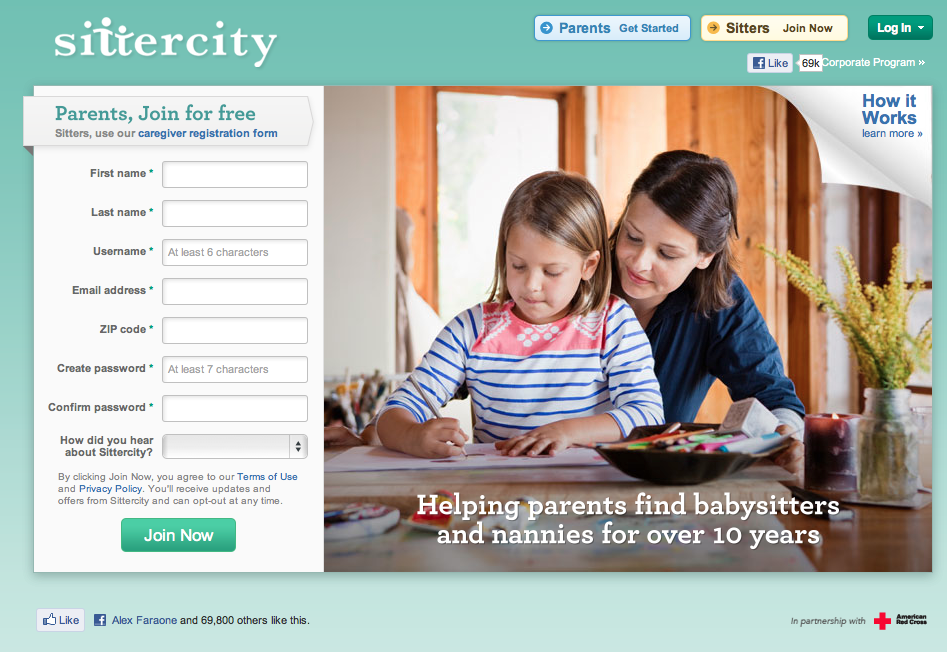 sittercity
Parents Get Started
Sitters Join Now
Log In
Like 69k
Corporate Program »
Parents, Join for free
Sitters, use our caregiver registration form
First name *
Last name *
Username * At least 6 characters
Email address *
ZIP code *
Create password * At least 7 characters
Confirm password *
How did you hear
about Sittercity?
By clicking Join Now, you agree to our Terms of Use
and Privacy Policy. You'll receive updates and
offers from Sittercity and can opt-out at any time.
Join Now
How it
Works
learn more »
Helping parents find babysitters
and nannies for over 10 years
Like Alex Faraone and 69,800 others like this.
In partnership with American
Red Cross